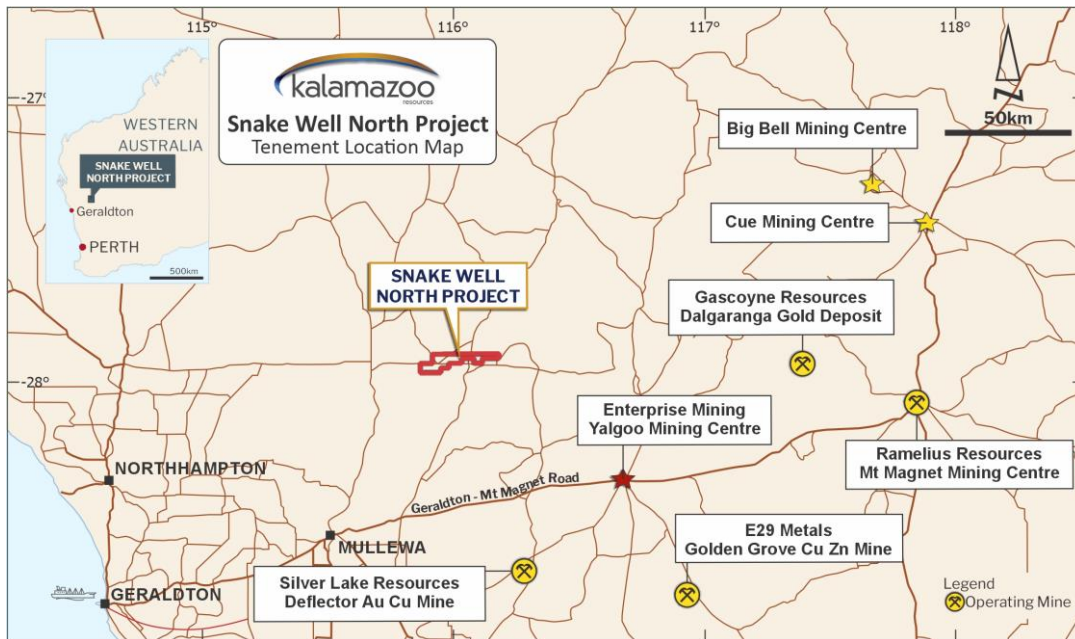 115°
116°
117°
118°
-27°
-28°
kalamazoo
resources
Snake Well North Project
Tenement Location Map
WESTERN
AUSTRALIA
SNAKE WELL
NORTH PROJECT
Geraldton
PERTH
500km
N
50km
Big Bell Mining Centre
Cue Mining Centre
SNAKE WELL
NORTH PROJECT
Gascoyne Resources
Dalgaranga Gold Deposit
Enterprise Mining
Yalgoo Mining Centre
Ramelius Resources
Mt Magnet Mining Centre
NORTHHAMPTON
Geraldton - Mt Magnet Road
MULLEWA
E29 Metals
Golden Grove Cu Zn Mine
Silver Lake Resources
Deflector Au Cu Mine
GERALDTON
Legend
Operating Mine